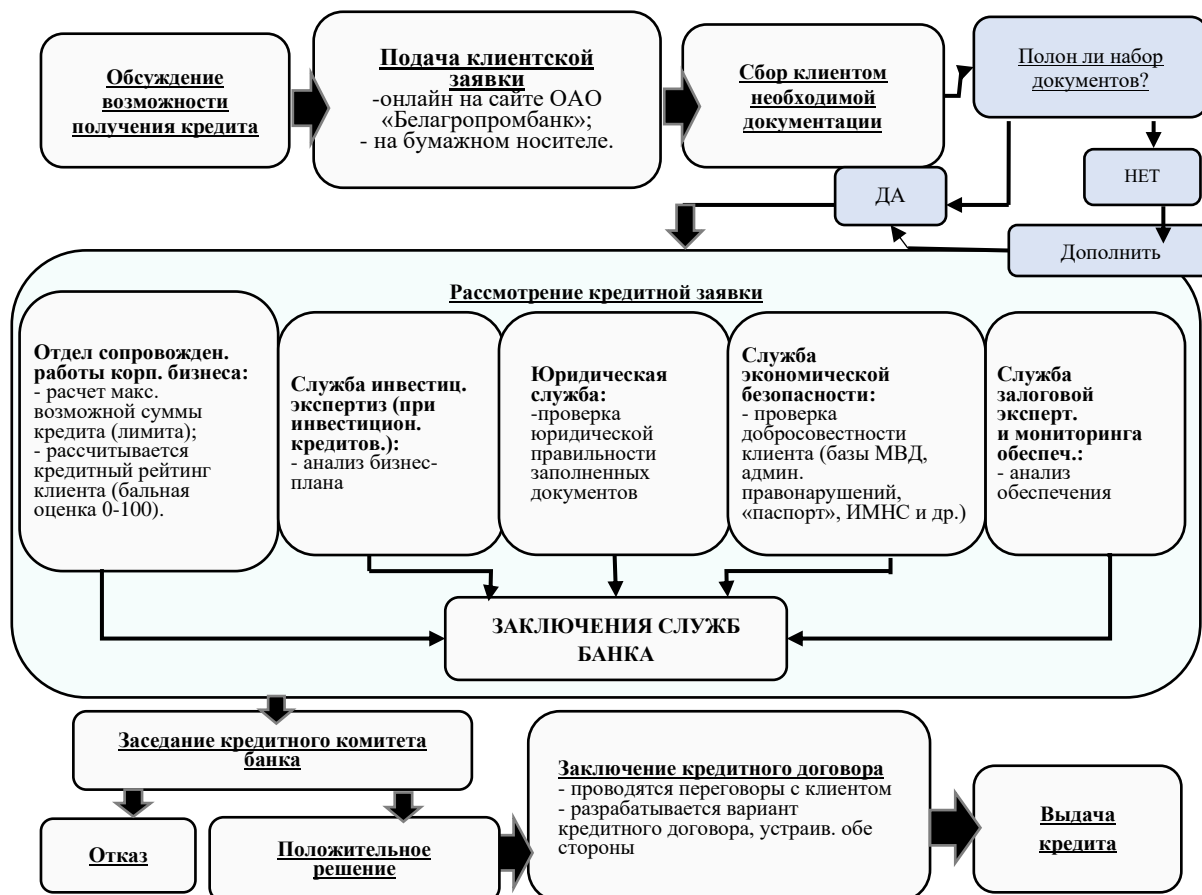 Обсуждение
возможности
получения кредита
Подача клиентской
заявки
-онлайн на сайте ОАО
«Белагропромбанк»;
- на бумажном носителе.
Сбор клиентом
необходимой
документации
Полон ли набор
документов?
ДА
НЕТ
Дополнить
Рассмотрение кредитной заявки
Отдел сопровожден.
работы корп. бизнеса:
- расчет макс.
возможной суммы
кредита (лимита);
- рассчитывается
кредитный рейтинг
клиента (бальная
оценка 0-100).
Служба инвестиц.
экспертиз (при
инвестицион.
кредитов.):
- анализ бизнес-
плана
Юридическая
служба:
-проверка
юридической
правильности
заполненных
документов
Служба
экономической
безопасности:
- проверка
добросовестности
клиента (базы МВД,
админ.
правонарушений,
«паспорт», ИМНС и др.)
Служба
залоговой
эксперт.
и мониторинга
обеспеч.:
- анализ
обеспечения
ЗАКЛЮЧЕНИЯ СЛУЖБ
БАНКА
Заседание кредитного комитета
банка
Отказ
Положительное
решение
Заключение кредитного договора
- проводятся переговоры с клиентом
- разрабатывается вариант
кредитного договора, устраив. обе
стороны
Выдача
кредита